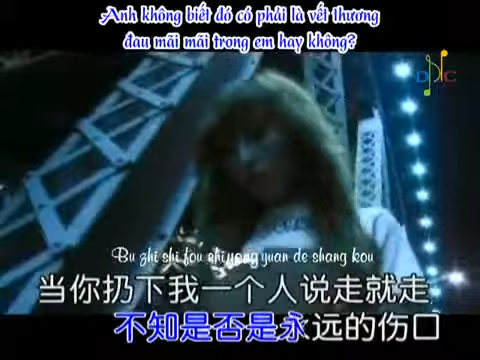 Anh không biết đó có phải là vết thương
đau mãi mãi trong em hay không?
Bu zhi shi fou shi yong yuan de shang kou
当你扔下我一个人说走就走
不知是否是永远的伤口